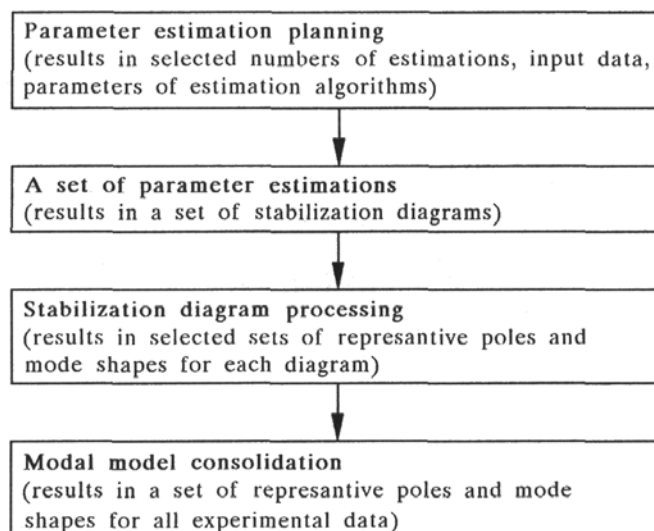 Parameter estimation planning
(results in selected numbers of estimations, input data,
parameters of estimation algorithms)
A set of parameter estimations
(results in a set of stabilization diagrams)
Stabilization diagram processing
(results in selected sets of represantive poles and
mode shapes for each diagram)
Modal model consolidation
(results in a set of represantive poles and mode
shapes for all experimental data)